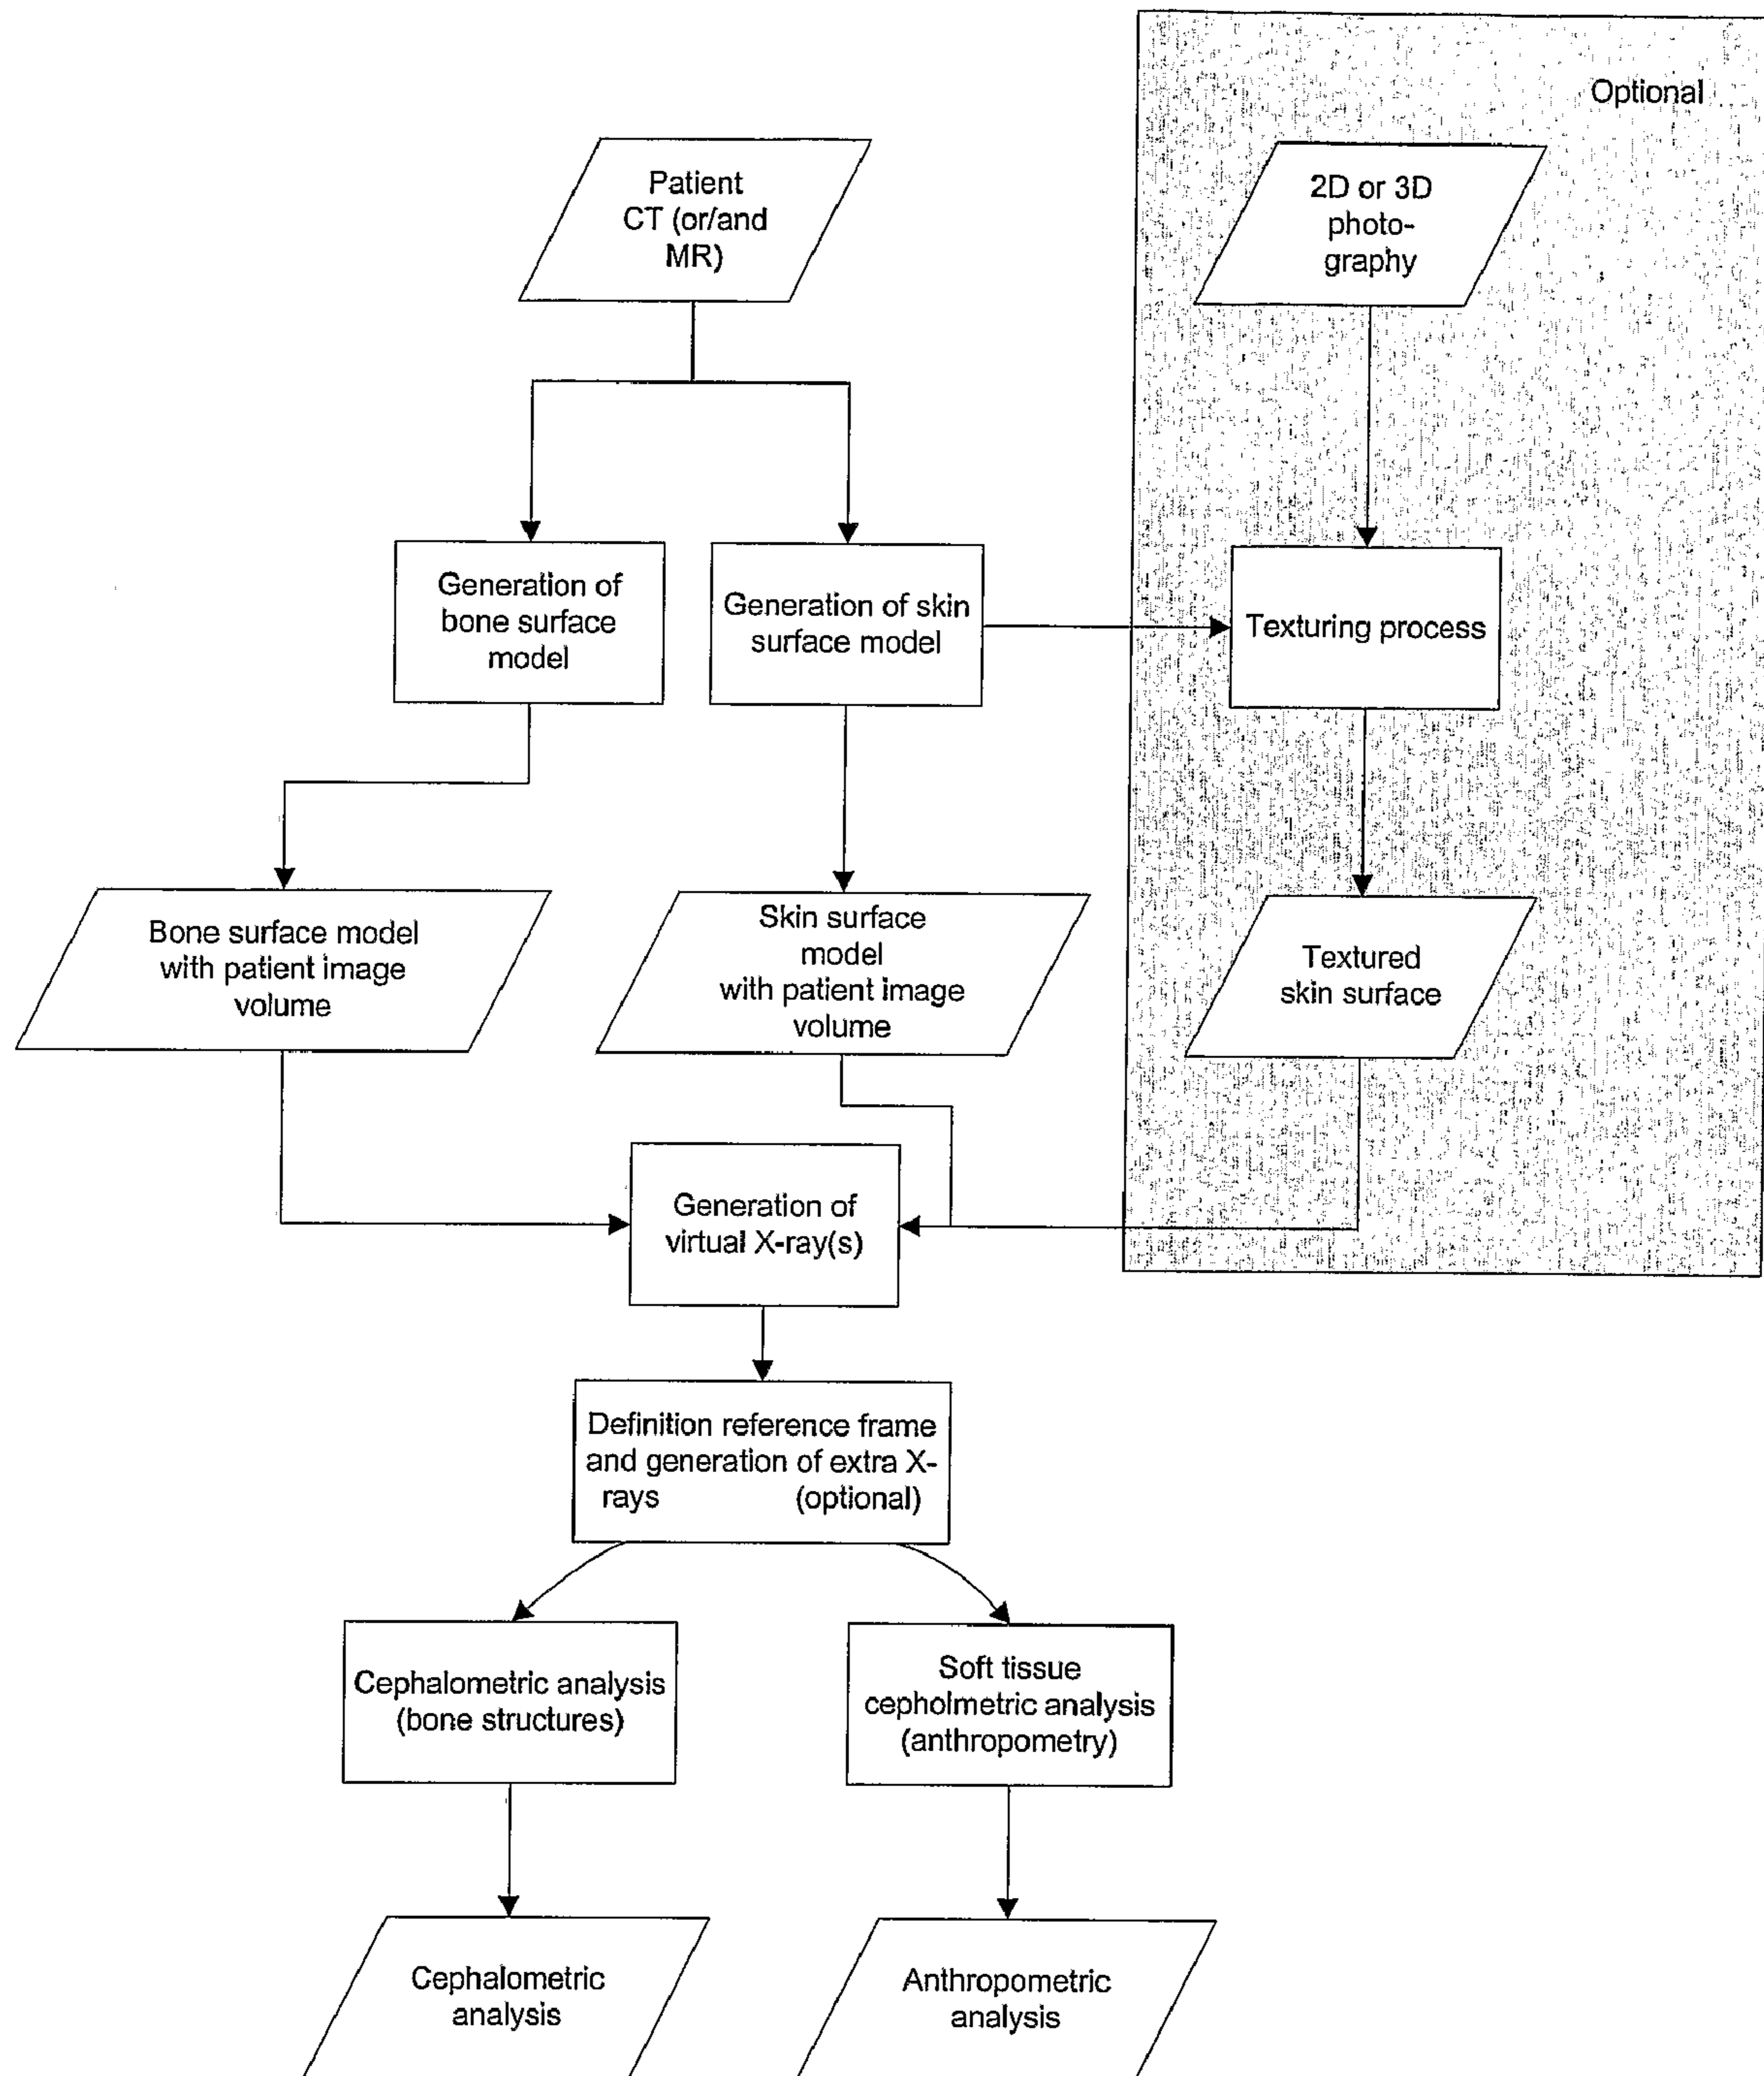 Optional
Patient
CT (or/and
MR)
2D or 3D
photo-
graphy
Generation of
bone surface
model
Generation of skin
surface model
Texturing process
Bone surface model
with patient image
volume
Skin surface
model
with patient image
volume
Textured
skin surface
Generation of
virtual X-ray(s)
Definition reference frame
and generation of extra X-
rays (optional)
Cephalometric analysis
(bone structures)
Soft tissue
cepholmetric analysis
(anthropometry)
Cephalometric
analysis
Anthropometric
analysis